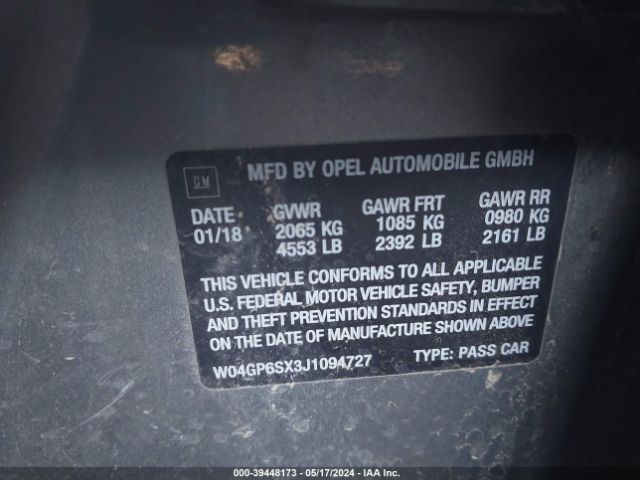 GM
MFD BY OPEL AUTOMOBILE GMBH
DATE GVWR GAWR FRT GAWR RR
01/18 2065 KG 1085 KG 0980 KG
4553 LB 2392 LB 2161 LB
THIS VEHICLE CONFORMS TO ALL APPLICABLE
U.S. FEDERAL MOTOR VEHICLE SAFETY, BUMPER
AND THEFT PREVENTION STANDARDS IN EFFECT
ON THE DATE OF MANUFACTURE SHOWN ABOVE
W04GP6SX3J1094727 TYPE: PASS CAR
000-39448173 - 05/17/2024 - IAA Inc.